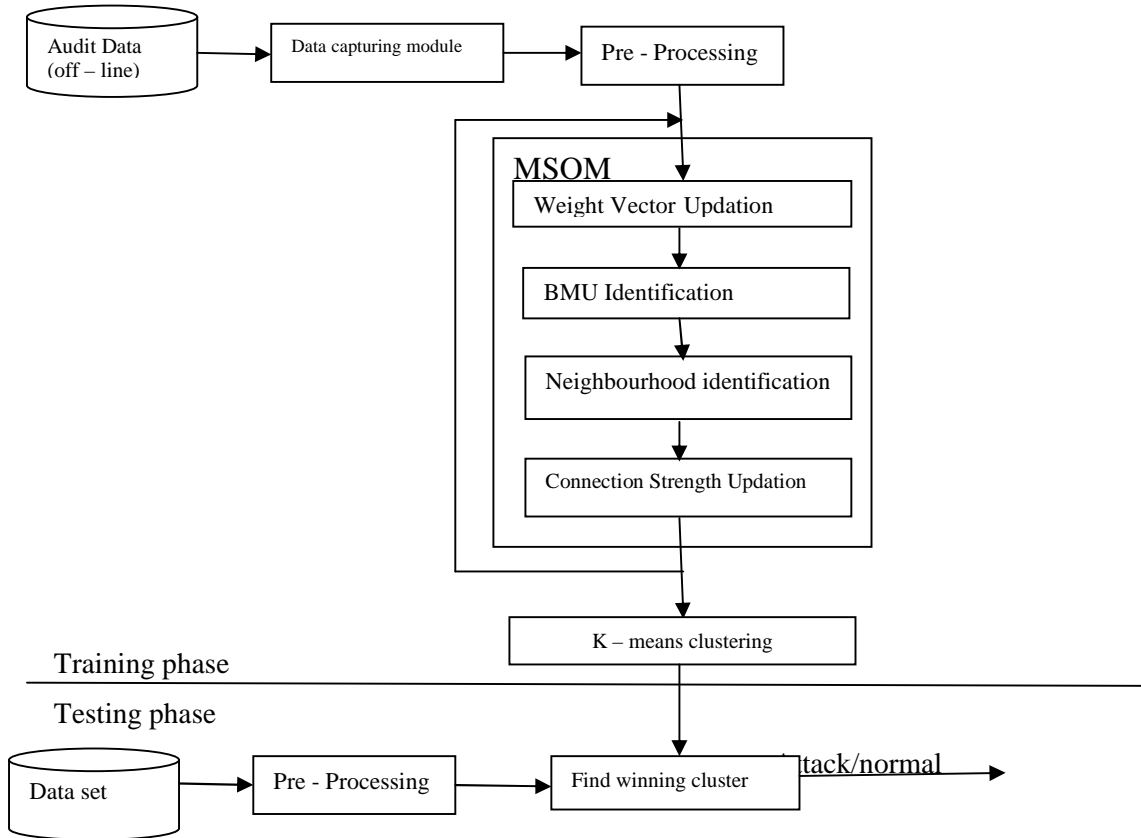 Audit Data
(off – line)
Data capturing module
Pre - Processing
MSOM
Weight Vector Updation
BMU Identification
Neighbourhood identification
Connection Strength Updation
K – means clustering
Training phase
Testing phase
Data set
Pre - Processing
Find winning cluster
Attack/normal